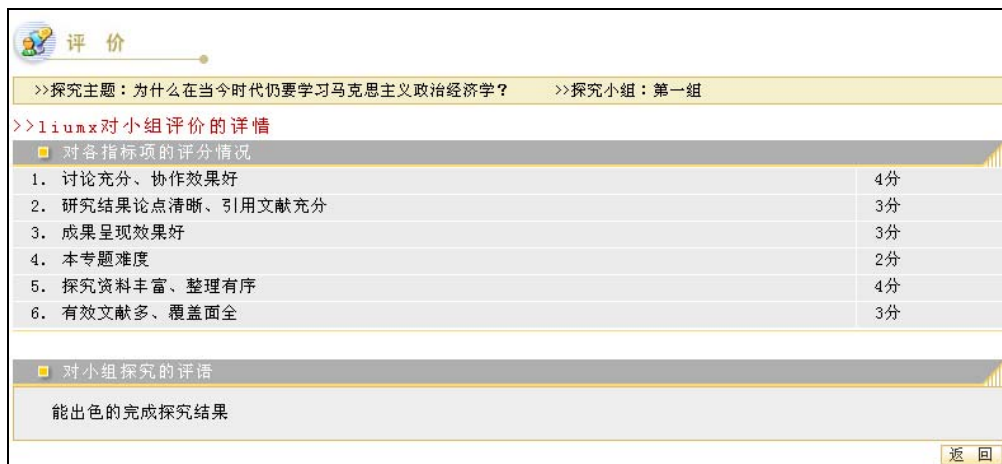 评 价
>>探究主题：为什么在当今时代仍要学习马克思主义政治经济学？ >>探究小组：第一组
>>liumx对小组评价的详情
对各指标项的评分情况
1. 讨论充分、协作效果好 4分
2. 研究结果论点清晰、引用文献充分 3分
3. 成果呈现效果好 3分
4. 本专题难度 2分
5. 探究资料丰富、整理有序 4分
6. 有效文献多、覆盖面全 3分
对小组探究的评语
能出色的完成探究结果
返 回